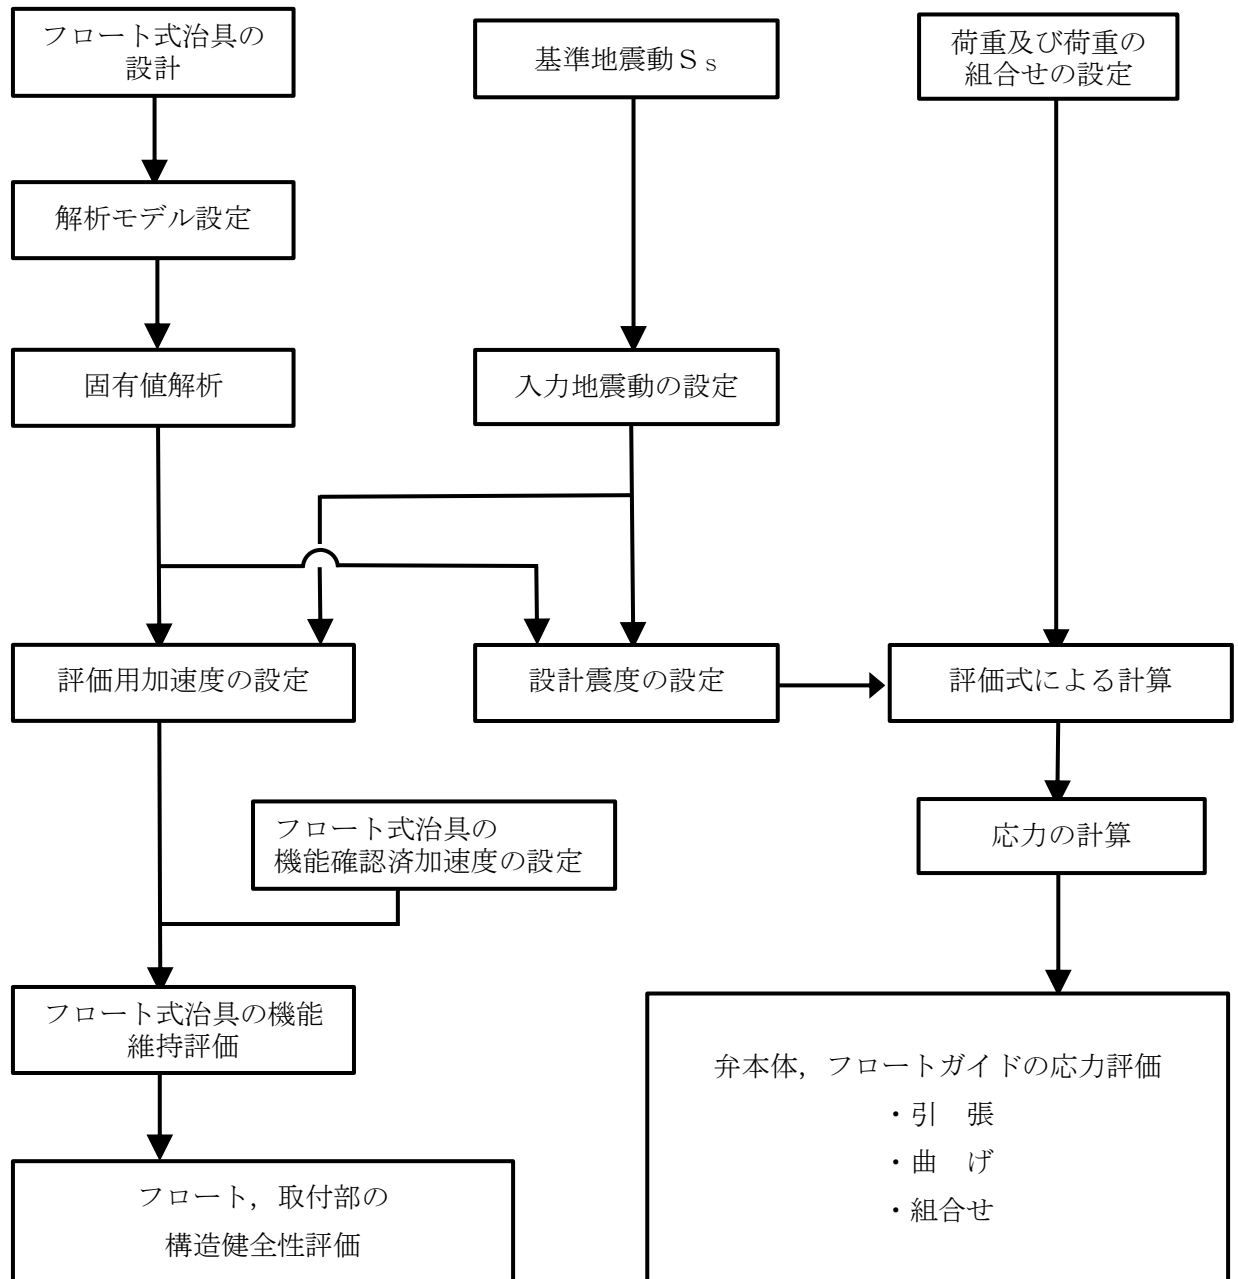 フロート式治具の
設計
基準地震動Ｓｓ
荷重及び荷重の
組合せの設定
解析モデル設定
固有値解析
入力地震動の設定
評価用加速度の設定
設計震度の設定
評価式による計算
フロート式治具の
機能確認済加速度の設定
応力の計算
フロート式治具の機能
維持評価
弁本体，フロートガイドの応力評価
・引　張
・曲　げ
・組合せ
フロート，取付部の
構造健全性評価